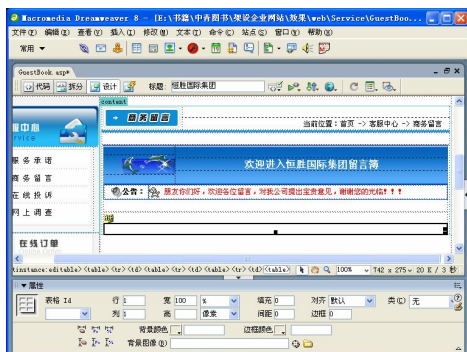 Macromedia Dreamweaver 8 - [E:\书籍\中青图书\架设企业网站\效果\web\Service\GuestBoo...
文件(F) 编辑(E) 查看(V) 插入(I) 修改(M) 文本(T) 命令(C) 站点(S) 窗口(W) 帮助(H)
常用
GuestBook.asp*
代码 拆分 设计 标题: 恒胜国际集团
content
商务留言
当前位置：首页 -> 客服中心 -> 商务留言
服中心
rvice
服务承诺
商务留言
在线投诉
网上调查
在线订单
欢迎进入恒胜国际集团留言簿
公告： 朋友你们好，欢迎各位留言，对我公司提出宝贵意见，谢谢您的光临！！！
tinstance:editable> <table> <tr> <td> <table> <tr> <td> <table> <tr> <td> <table> 100% 742 x 275 20 K / 3 秒
属性
表格 Id 行 1 宽 100 % 填充 0 对齐 默认 类(C) 无
列 1 高 像素 间距 0 边框 0
背景颜色 边框颜色
背景图像(B)